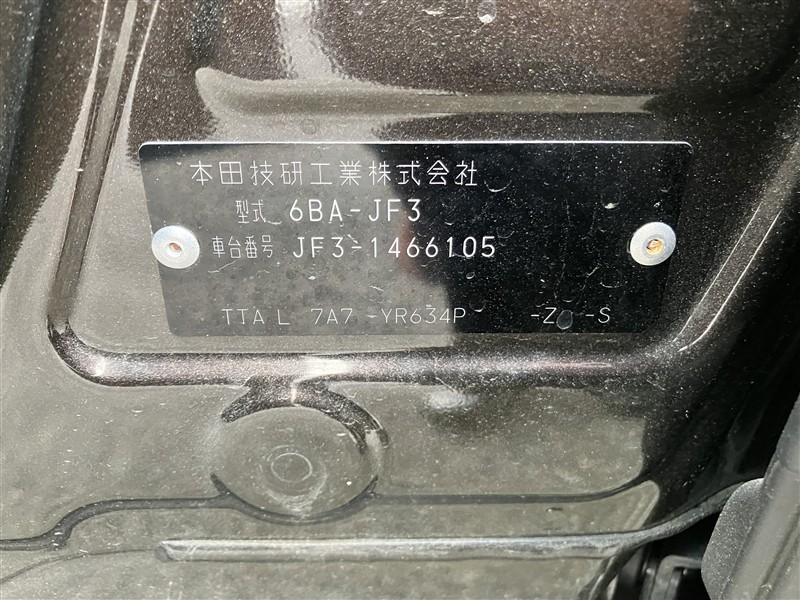 本田技研工業株式会社
型式 6BA-JF3
車台番号 JF3-1466105
TTA L 7A7 -YR634P -Z -S